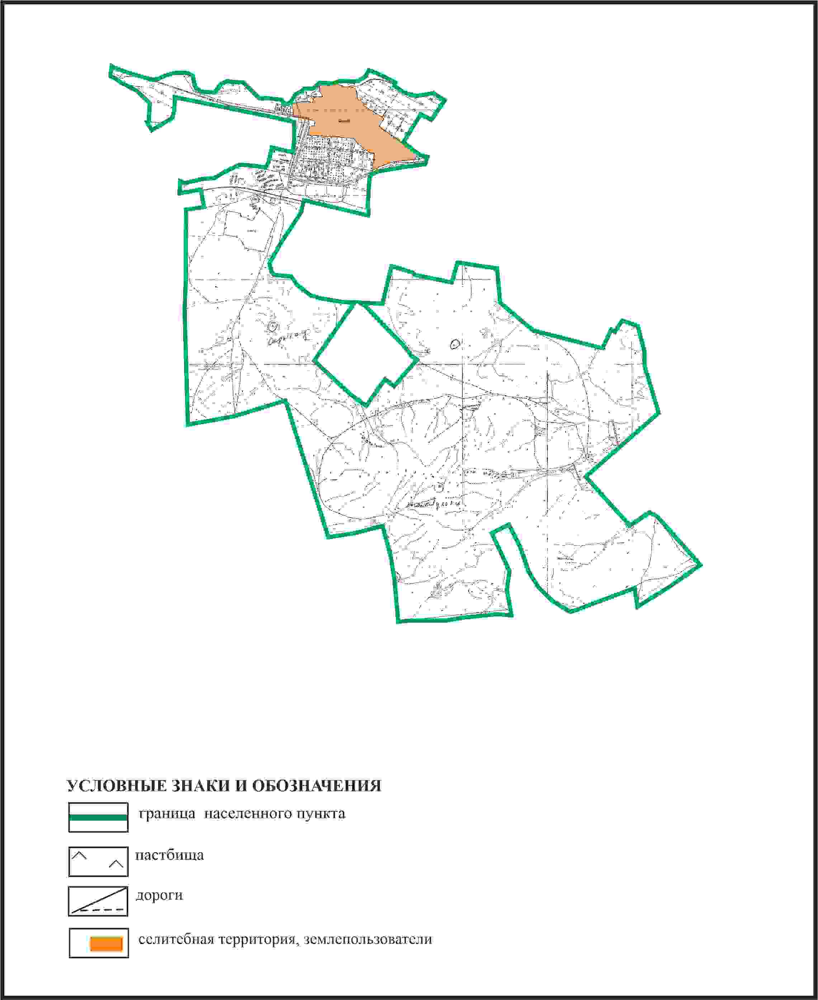 УСЛОВНЫЕ ЗНАКИ И ОБОЗНАЧЕНИЯ
граница населенного пункта
пастбища
дороги
селитебная территория, землепользователи